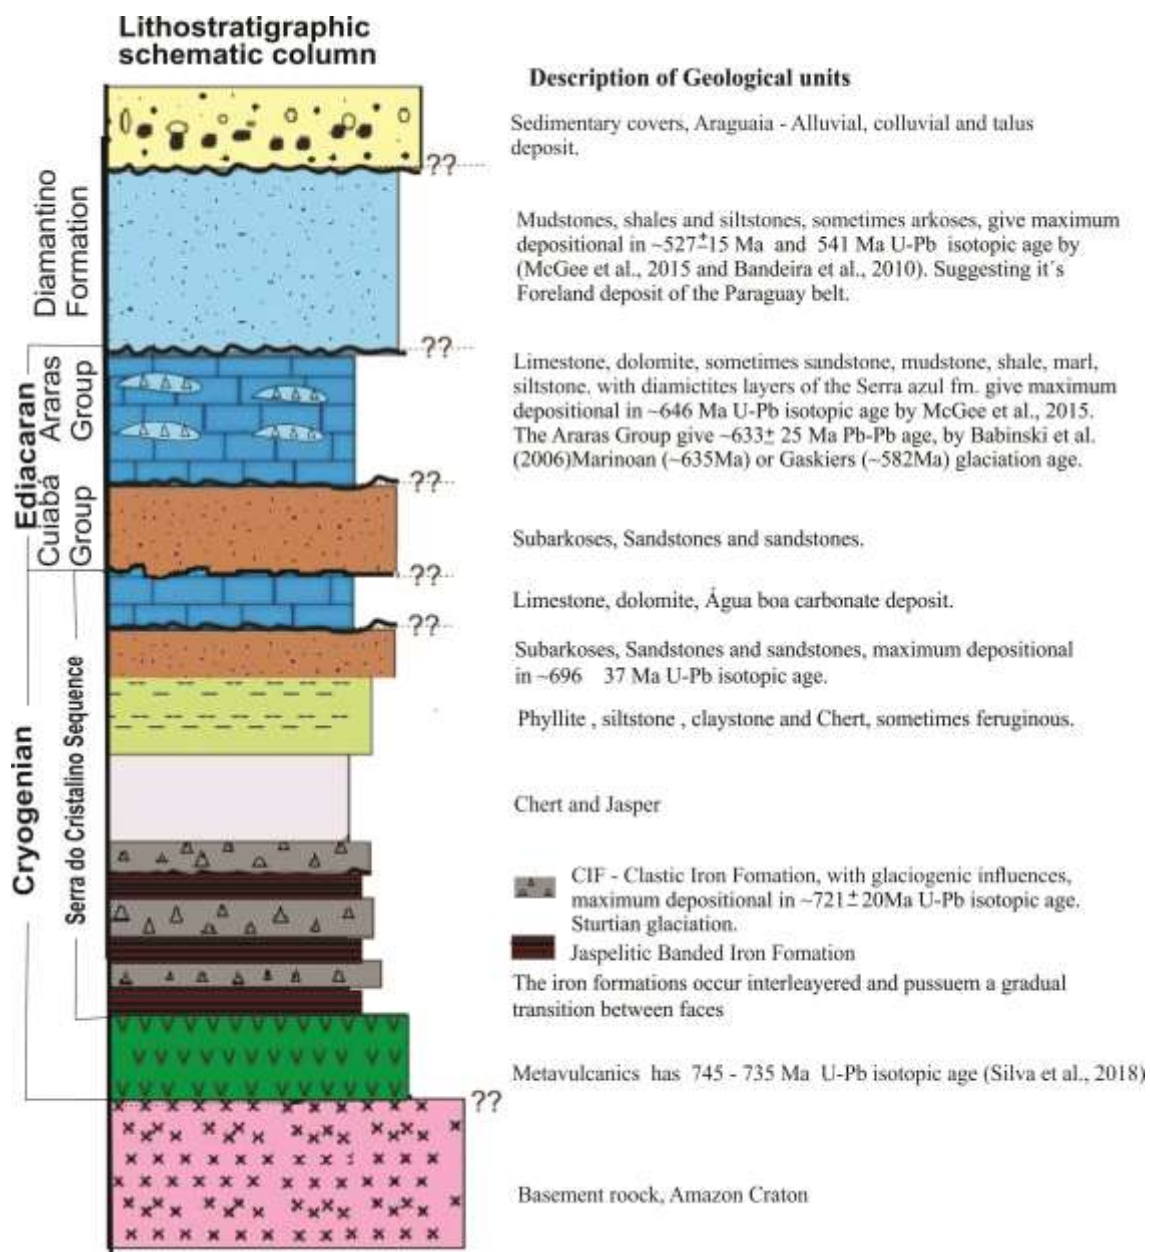 Lithostratigraphic
schematic column
Description of Geological units
Sedimentary covers, Araguaia - Alluvial, colluvial and talus
deposit.
??
Diamantino
Formation
Mudstones, shales and siltstones, sometimes arkoses, give maximum
depositional in ~527±15 Ma and 541 Ma U-Pb isotopic age by
(McGee et al., 2015 and Bandeira et al., 2010). Suggesting it´s
Foreland deposit of the Paraguay belt.
??
Ediacaran
Araras
Group
Limestone, dolomite, sometimes sandstone, mudstone, shale, marl,
siltstone. with diamictites layers of the Serra azul fm. give maximum
depositional in ~646 Ma U-Pb isotopic age by McGee et al., 2015.
The Araras Group give ~633± 25 Ma Pb-Pb age, by Babinski et al.
(2006)Marinoan (~635Ma) or Gaskiers (~582Ma) glaciation age.
??
Cuiabá
Group
Subarkoses, Sandstones and sandstones.
??
Limestone, dolomite, Água boa carbonate deposit.
??
Cryogenian
Serra do Cristalino Sequence
Subarkoses, Sandstones and sandstones, maximum depositional
in ~696 37 Ma U-Pb isotopic age.
Phyllite , siltstone , claystone and Chert, sometimes feruginous.
Chert and Jasper
CIF - Clastic Iron Fomation, with glaciogenic influences,
maximum depositional in ~721±20Ma U-Pb isotopic age.
Sturtian glaciation.
Jaspelitic Banded Iron Fomation
The iron formations occur interleayered and pussuem a gradual
transition between faces
Metavulcanics has 745 - 735 Ma U-Pb isotopic age (Silva et al., 2018)
??
Basement roock, Amazon Craton